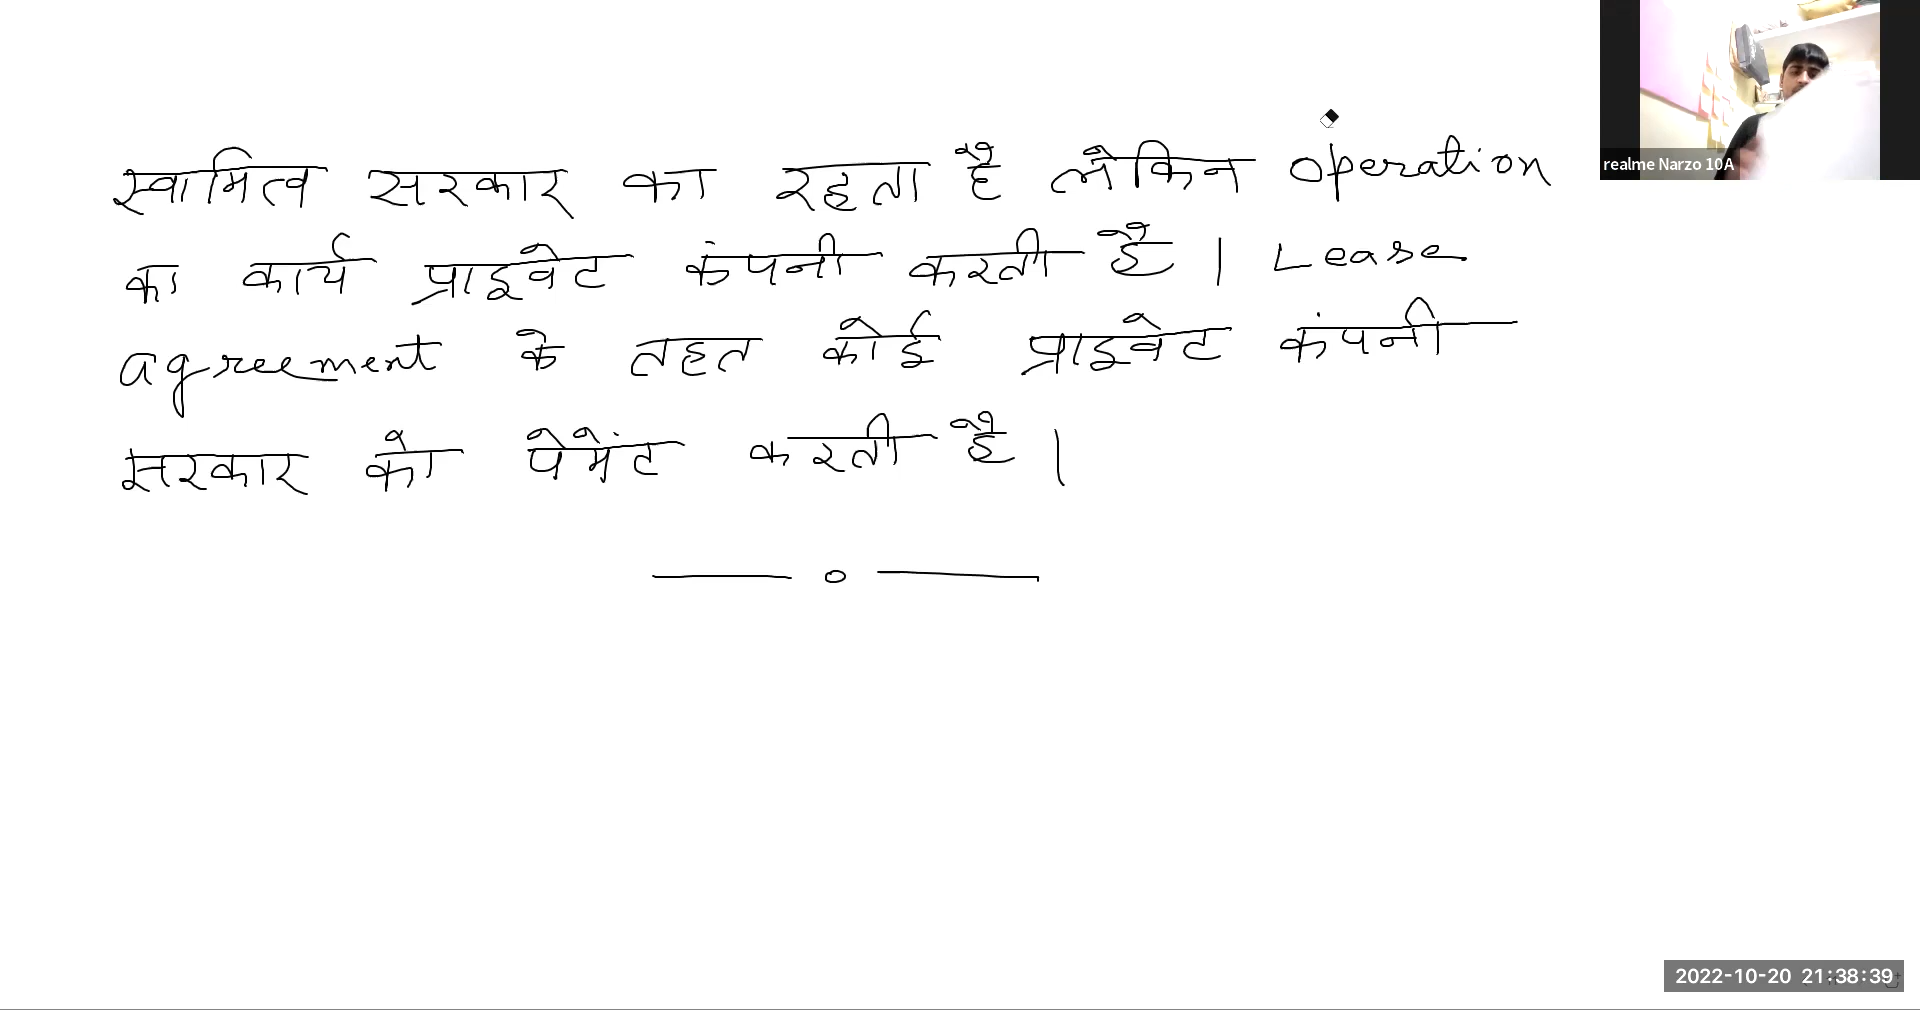 स्वामित्व सरकार का रहता है लेकिन operation
का कार्य प्राइवेट कंपनी करती है। Lease
agreement के तहत कोई प्राइवेट कंपनी
सरकार को पेमेंट करती है।
realme Narzo 10A
2022-10-20 21:38:39